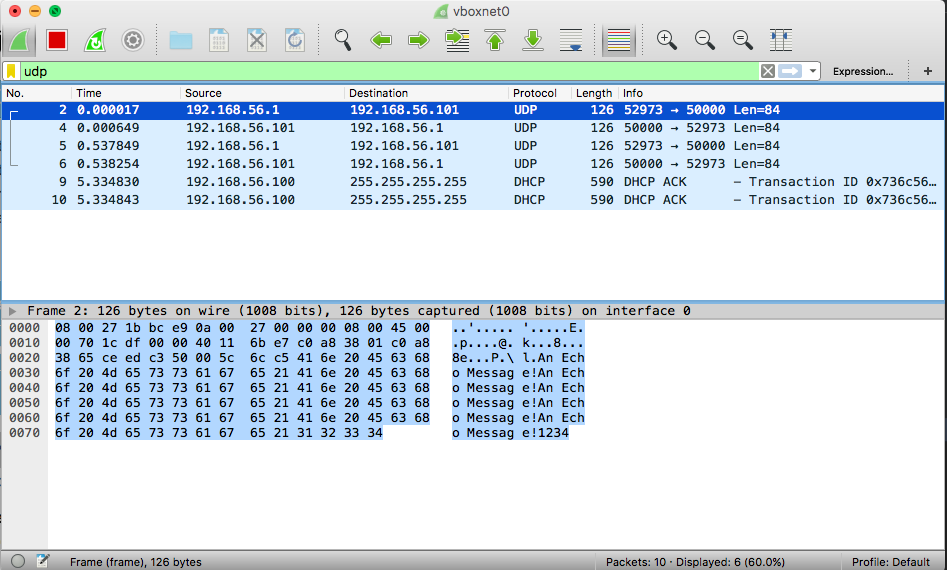 vboxnet0
udp Expression... +
No. Time Source Destination Protocol Length Info
2 0.000017 192.168.56.1 192.168.56.101 UDP 126 52973 → 50000 Len=84
4 0.000649 192.168.56.101 192.168.56.1 UDP 126 50000 → 52973 Len=84
5 0.537849 192.168.56.1 192.168.56.101 UDP 126 52973 → 50000 Len=84
6 0.538254 192.168.56.101 192.168.56.1 UDP 126 50000 → 52973 Len=84
9 5.334830 192.168.56.100 255.255.255.255 DHCP 590 DHCP ACK – Transaction ID 0x736c56…
10 5.334843 192.168.56.100 255.255.255.255 DHCP 590 DHCP ACK – Transaction ID 0x736c56…
Frame 2: 126 bytes on wire (1008 bits), 126 bytes captured (1008 bits) on interface 0
0000 08 00 27 1b bc e9 0a 00 27 00 00 00 08 00 45 00 ..'..... '.....E.
0010 00 70 1c df 00 00 40 11 6b e7 c0 a8 38 01 c0 a8 .p....@. k...8...
0020 38 65 ce ed c3 50 00 5c 6c c5 41 6e 20 45 63 68 8e...P.\ l.An Ech
0030 6f 20 4d 65 73 73 61 67 65 21 41 6e 20 45 63 68 o Messag e!An Ech
0040 6f 20 4d 65 73 73 61 67 65 21 41 6e 20 45 63 68 o Messag e!An Ech
0050 6f 20 4d 65 73 73 61 67 65 21 41 6e 20 45 63 68 o Messag e!An Ech
0060 6f 20 4d 65 73 73 61 67 65 21 41 6e 20 45 63 68 o Messag e!An Ech
0070 6f 20 4d 65 73 73 61 67 65 21 31 32 33 34 o Messag e!1234
Frame (frame), 126 bytes Packets: 10 · Displayed: 6 (60.0%) Profile: Default